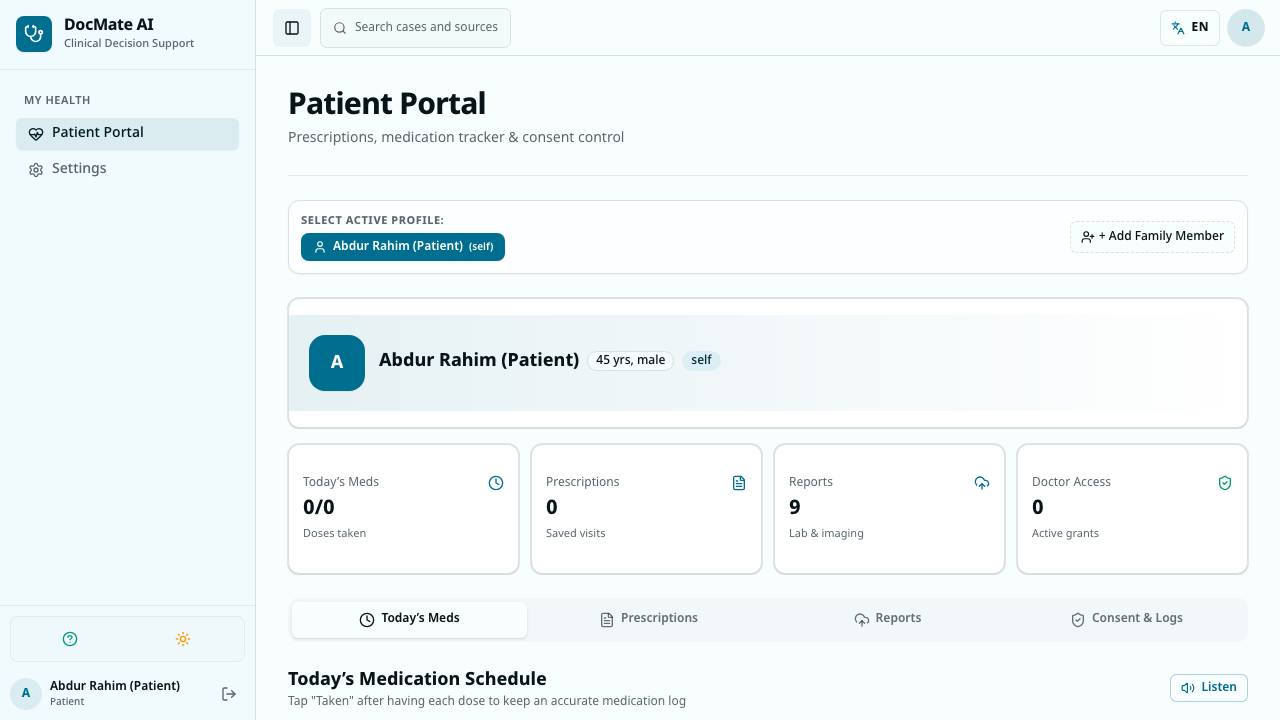 DocMate AI
Clinical Decision Support
MY HEALTH
Patient Portal
Settings
Abdur Rahim (Patient)
Patient
A
Search cases and sources
EN
A
Patient Portal
Prescriptions, medication tracker & consent control
SELECT ACTIVE PROFILE:
Abdur Rahim (Patient) (self)
+ Add Family Member
A
Abdur Rahim (Patient) 45 yrs, male self
Today's Meds
0/0
Doses taken
Prescriptions
0
Saved visits
Reports
9
Lab & imaging
Doctor Access
0
Active grants
Today's Meds
Prescriptions
Reports
Consent & Logs
Today's Medication Schedule
Tap "Taken" after having each dose to keep an accurate medication log
Listen